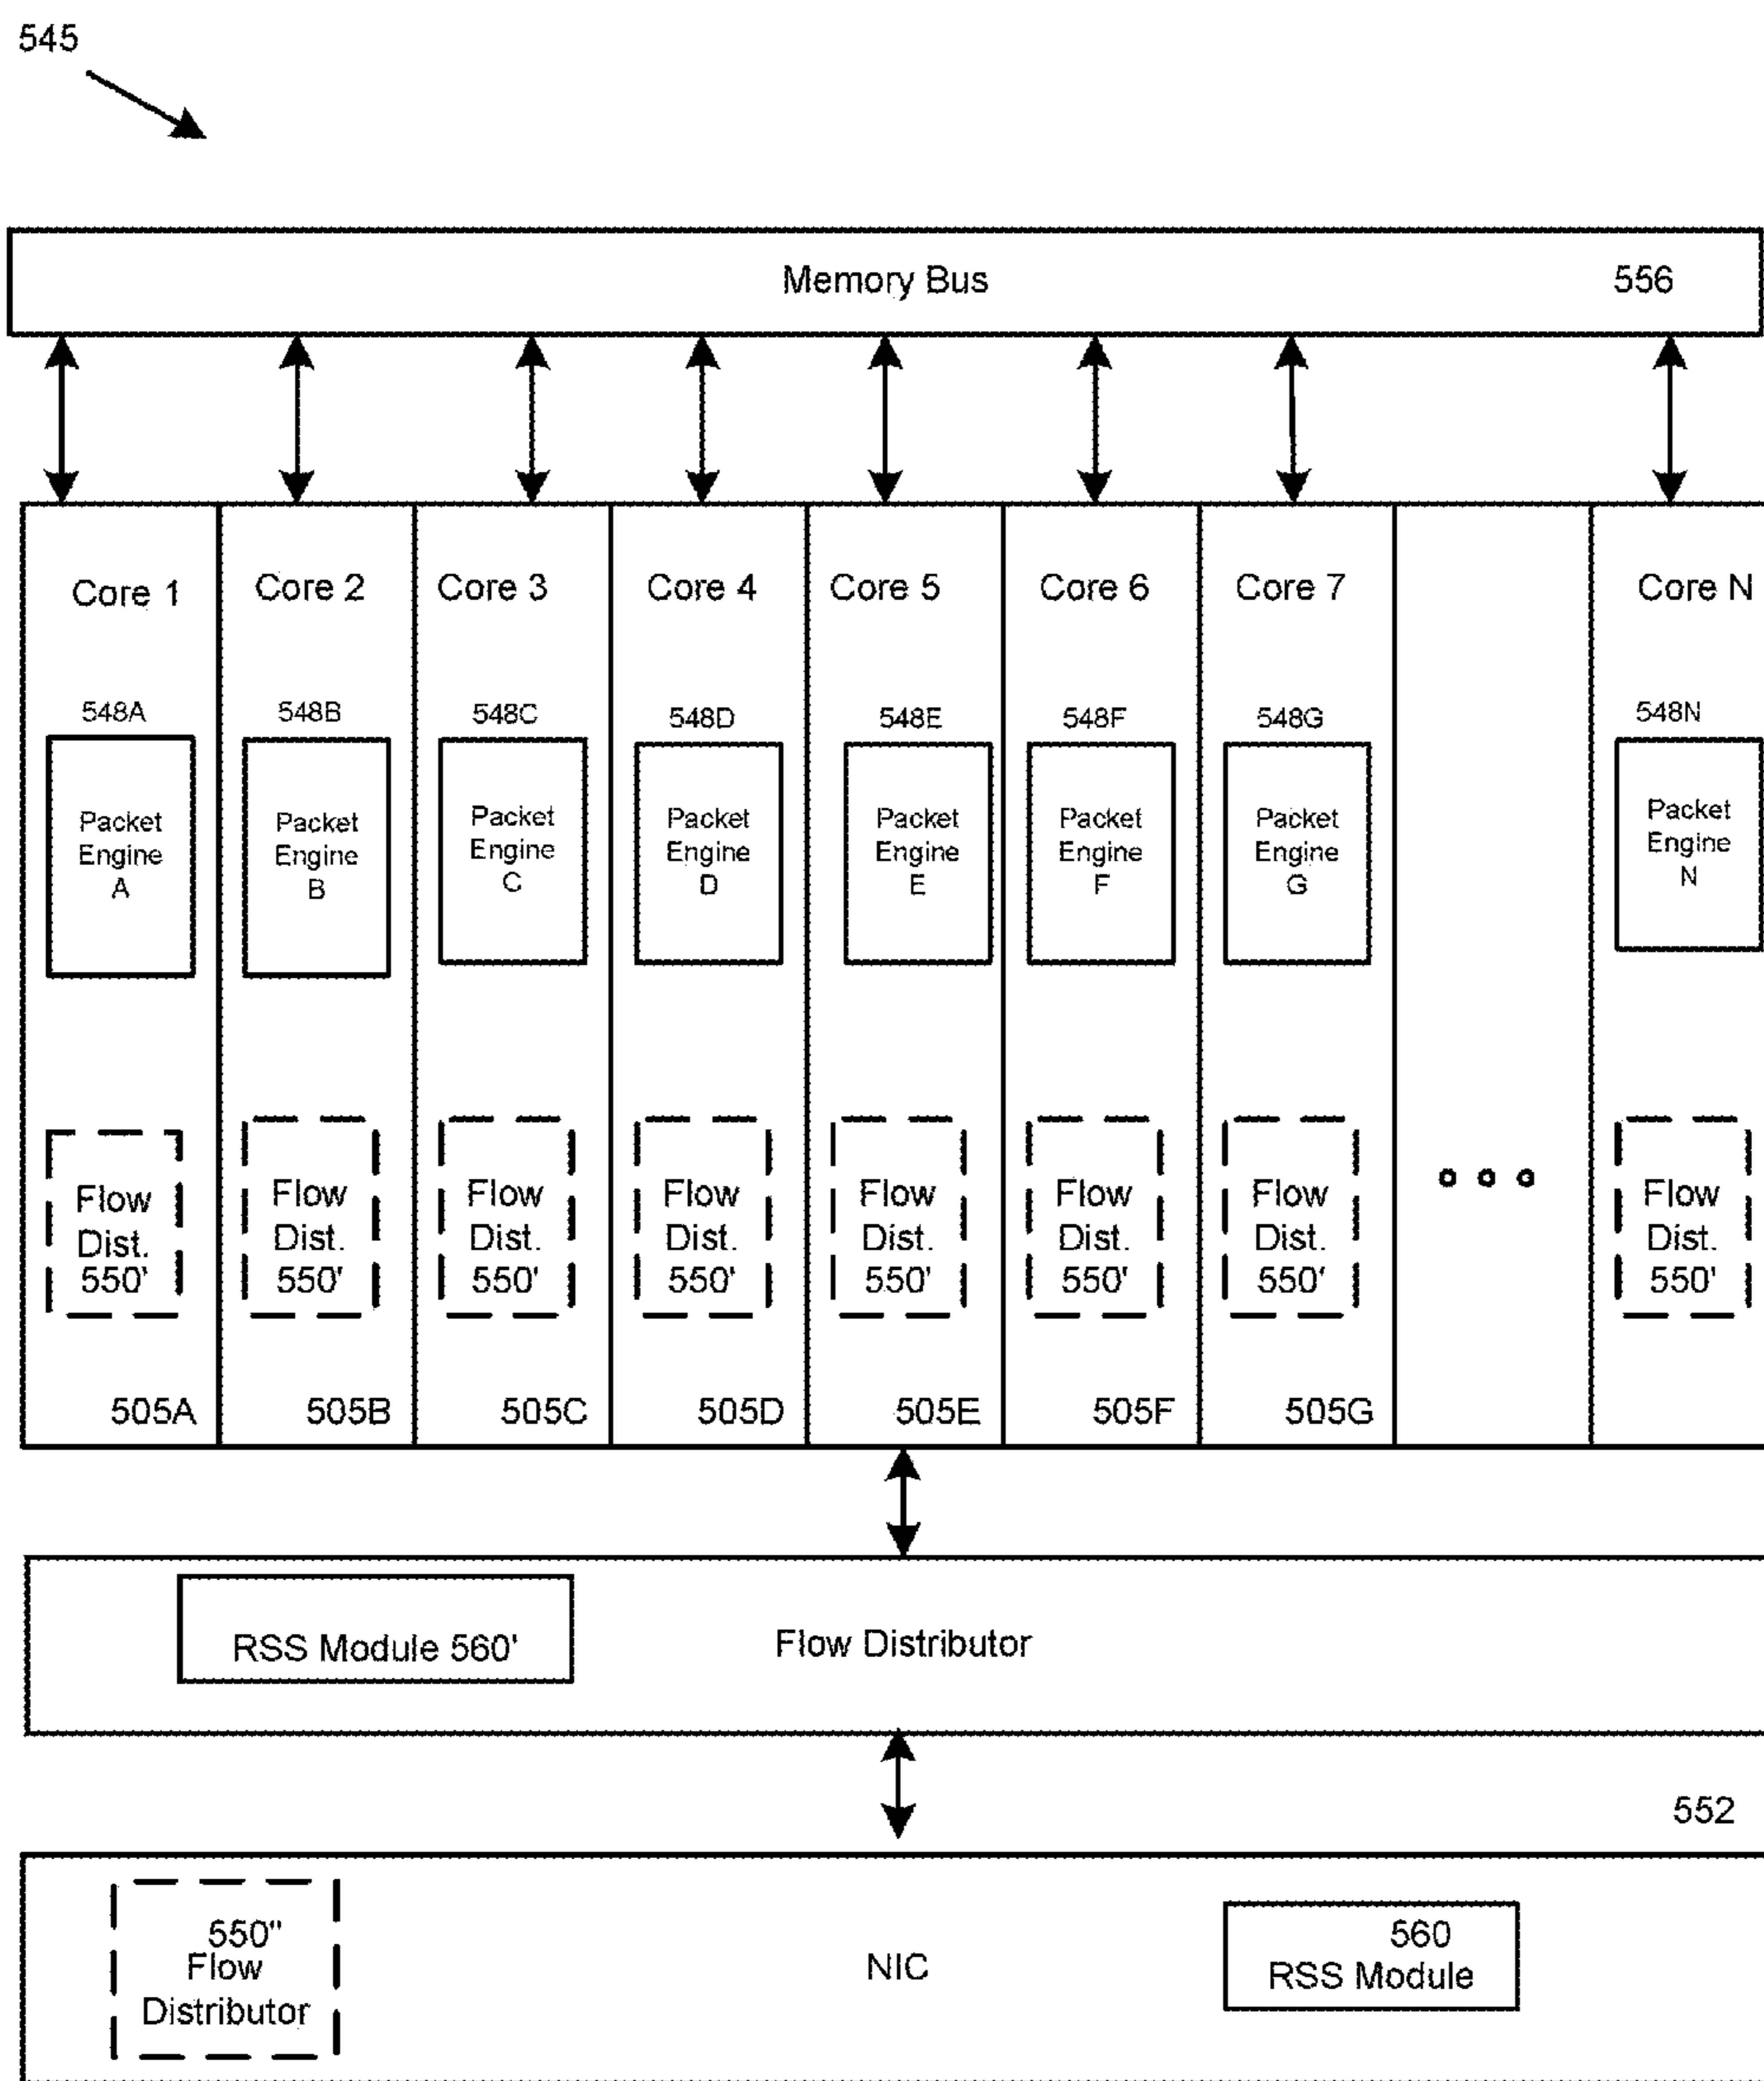 545
Memory Bus 556
Core 1 Core 2 Core 3 Core 4 Core 5 Core 6 Core 7 Core N
548A 548B 548C 548D 548E 548F 548G 548N
Packet Packet Packet Packet Packet Packet Packet Packet
Engine Engine Engine Engine Engine Engine Engine Engine
A B C D E F G N
Flow Flow Flow Flow Flow Flow Flow Flow
Dist. Dist. Dist. Dist. Dist. Dist. Dist. Dist.
550' 550' 550' 550' 550' 550' 550' 550'
505A 505B 505C 505D 505E 505F 505G
RSS Module 560' Flow Distributor
552
550"
Flow
Distributor
NIC
560
RSS Module